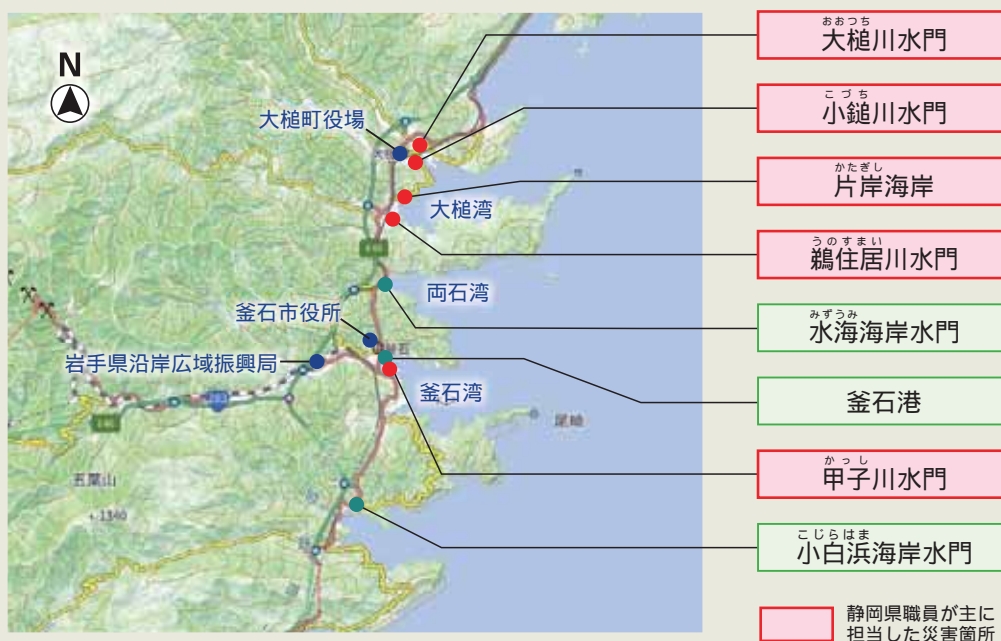 N
大槌町役場
大槌湾
両石湾
釜石市役所
岩手県沿岸広域振興局
釜石湾
尾崎
五葉山
1340
おおつち
大槌川水門
こづち
小鎚川水門
かたぎし
片岸海岸
うのすまい
鵜住居川水門
みずうみ
水海海岸水門
釜石港
かっし
甲子川水門
こじらはま
小白浜海岸水門
静岡県職員が主に
担当した災害箇所